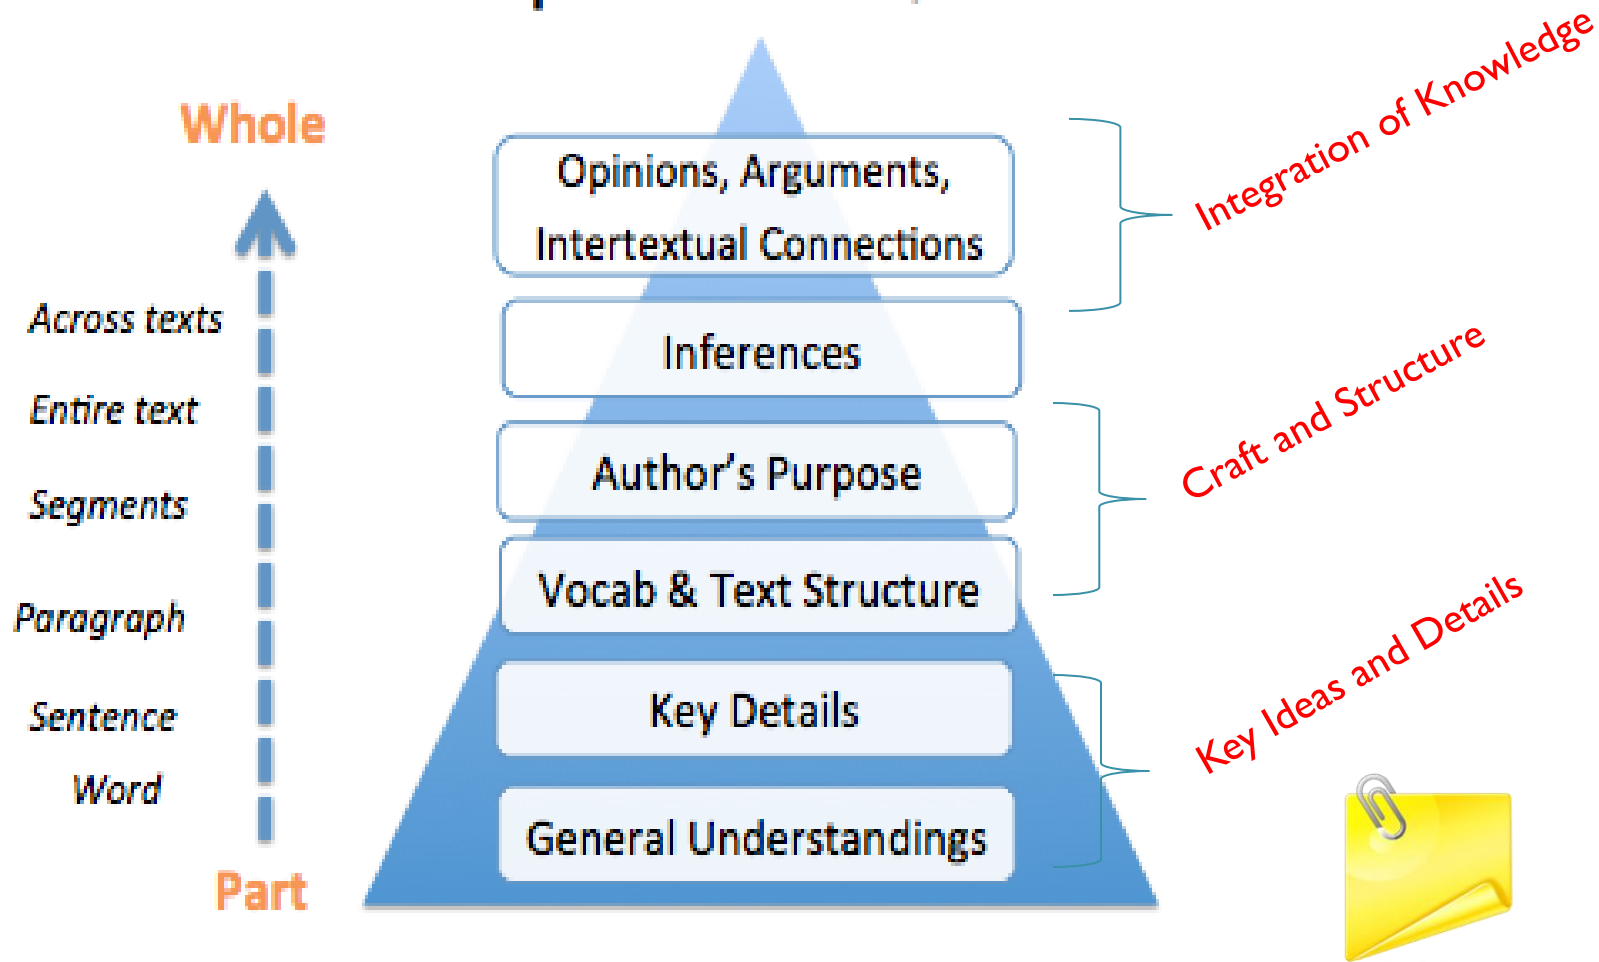 Whole
Across texts
Entire text
Segments
Paragraph
Sentence
Word
Part
Opinions, Arguments,
Intertextual Connections
Inferences
Author’s Purpose
Vocab & Text Structure
Key Details
General Understandings
Integration of Knowledge
Craft and Structure
Key Ideas and Details